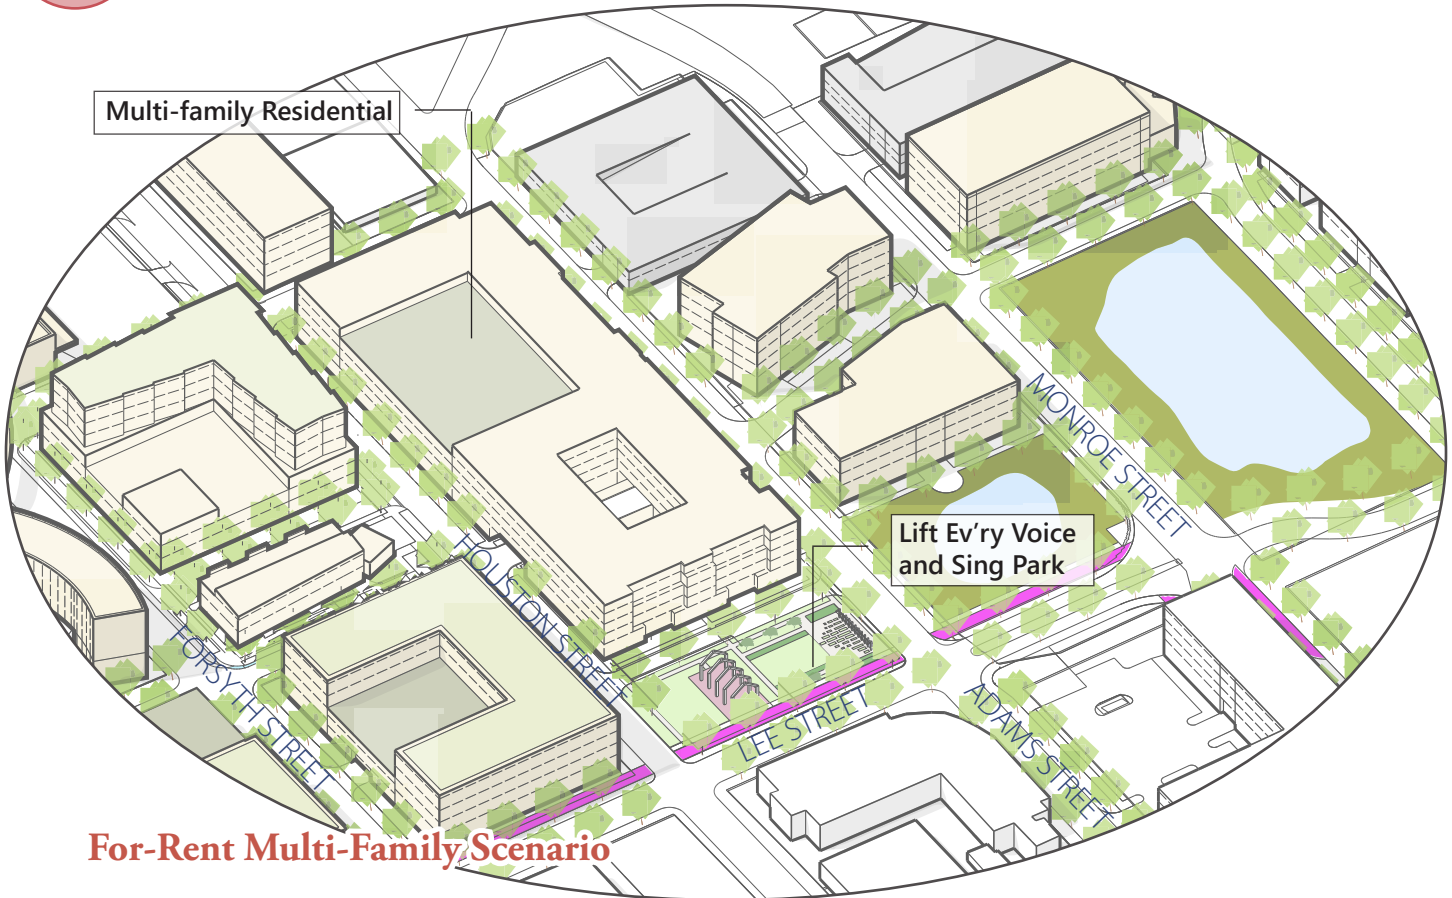 Multi-family Residential
MONROE STREET
Lift Ev’ry Voice
and Sing Park
HOUSTON STREET
FORSYTH STREET
LEE STREET
ADAMS STREET
For-Rent Multi-Family Scenario